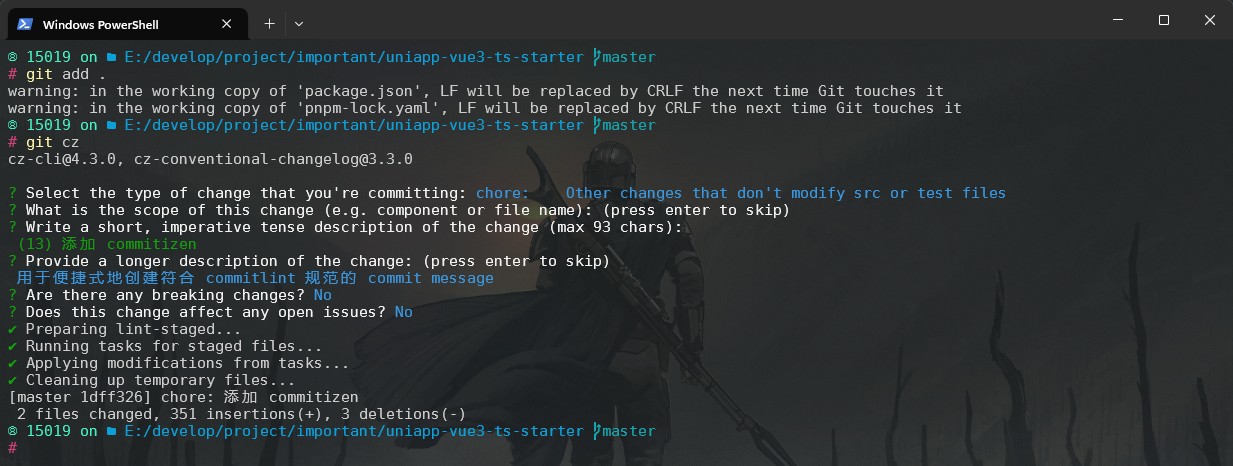 Windows PowerShell
15019 on E:/develop/project/important/uniapp-vue3-ts-starter master
# git add .
warning: in the working copy of 'package.json', LF will be replaced by CRLF the next time Git touches it
warning: in the working copy of 'pnpm-lock.yaml', LF will be replaced by CRLF the next time Git touches it
15019 on E:/develop/project/important/uniapp-vue3-ts-starter master
# git cz
cz-cli@4.3.0, cz-conventional-changelog@3.3.0
? Select the type of change that you're committing: chore:    Other changes that don't modify src or test files
? What is the scope of this change (e.g. component or file name): (press enter to skip)
? Write a short, imperative tense description of the change (max 93 chars):
(13) 添加 commitizen
? Provide a longer description of the change: (press enter to skip)
用于便捷式地创建符合 commitlint 规范的 commit message
? Are there any breaking changes? No
? Does this change affect any open issues? No
✔ Preparing lint-staged...
✔ Running tasks for staged files...
✔ Applying modifications from tasks...
✔ Cleaning up temporary files...
[master 1dff326] chore: 添加 commitizen
2 files changed, 351 insertions(+), 3 deletions(-)
15019 on E:/develop/project/important/uniapp-vue3-ts-starter master
#